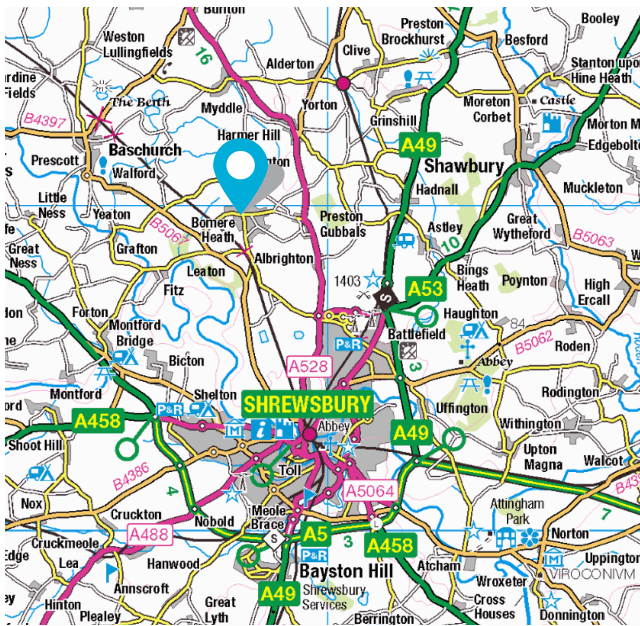 Burton
Weston
Lullingfields
16
Alderton
Clive
Preston
Brockhurst
Besford
Booley
Stanton upon
Hine Heath
The Berth
Myddle
Yorton
Grinshill
Moreton
Corbet
Castle
B4397
Baschurch
Harmer Hill
A49
Morton M
Edgebolt
Prescott
Walford
Shawbury
Hadnall
Muckleton
Little
Ness
Yeaton
Bomere
Heath
Preston
Gubbals
Astley
10
Great
Wytheford
B5063
Great
Ness
Grafton
B5067
Leaton
Albrighton
1403
S
A53
Bings
Heath
Poynton
High
Ercall
Fitz
Forton
Montford
Bridge
Haughton
84
Battlefield
B5062
Roden
P&R
3
Abbey
Bicton
A528
Montford
Shelton
SHREWSBURY
Uffington
Rodington
A458
P&R
M
i
Abbey
A49
Withington
Shoot Hill
Toll
Upton
Magna
Walcot
B4386
4
A5064
Nox
Cruckton
Nobold
Meole
Brace
Attingham
Park
7
Cruckmeole
A488
S
A5
3
L
A458
Norton
Edge
Lea
Hanwood
P&R
Bayston Hill
Atcham
M
Uppington
VIROCONIVM
Annscroft
A49
Shrewsbury
Services
Wroxeter
Hinton
Plealey
Great
Lyth
Berrington
Cross
Houses
Donnington